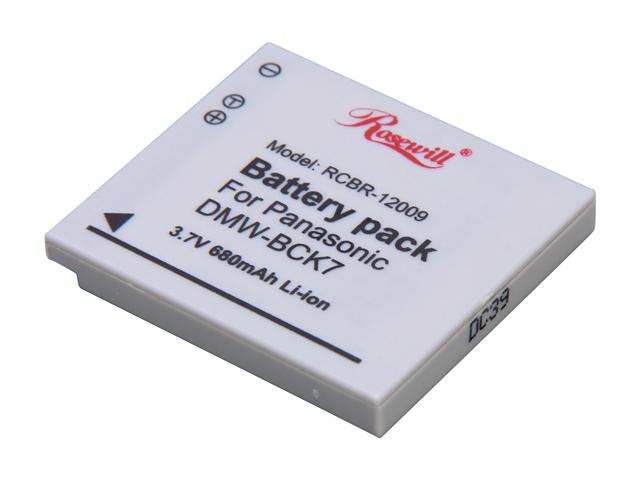 Rosewill®
Model: RCBR-12009
Battery pack
For Panasonic
DMW-BCK7
3.7V 680mAh Li-ion
T
DC39